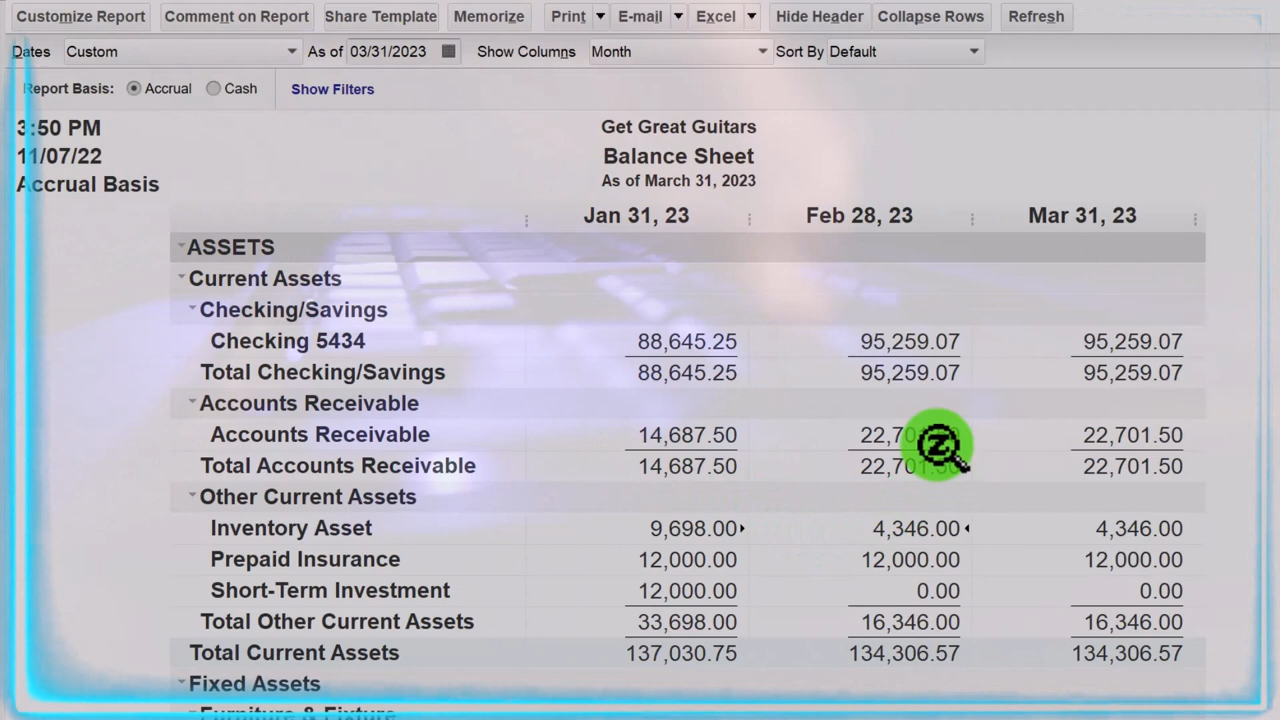 Customize Report Comment on Report Share Template Memorize Print E-mail Excel Hide Header Collapse Rows Refresh
Dates Custom As of 03/31/2023 Show Columns Month Sort By Default
Report Basis: Accrual Cash Show Filters
3:50 PM
11/07/22
Accrual Basis
Get Great Guitars
Balance Sheet
As of March 31, 2023
Jan 31, 23 Feb 28, 23 Mar 31, 23
ASSETS
Current Assets
Checking/Savings
Checking 5434 88,645.25 95,259.07 95,259.07
Total Checking/Savings 88,645.25 95,259.07 95,259.07
Accounts Receivable
Accounts Receivable 14,687.50 22,701.50
Total Accounts Receivable 14,687.50 22,701.50
Other Current Assets
Inventory Asset 9,698.00 4,346.00 4,346.00
Prepaid Insurance 12,000.00 12,000.00 12,000.00
Short-Term Investment 12,000.00 0.00 0.00
Total Other Current Assets 33,698.00 16,346.00 16,346.00
Total Current Assets 137,030.75 134,306.57 134,306.57
Fixed Assets
Furniture & Fixture